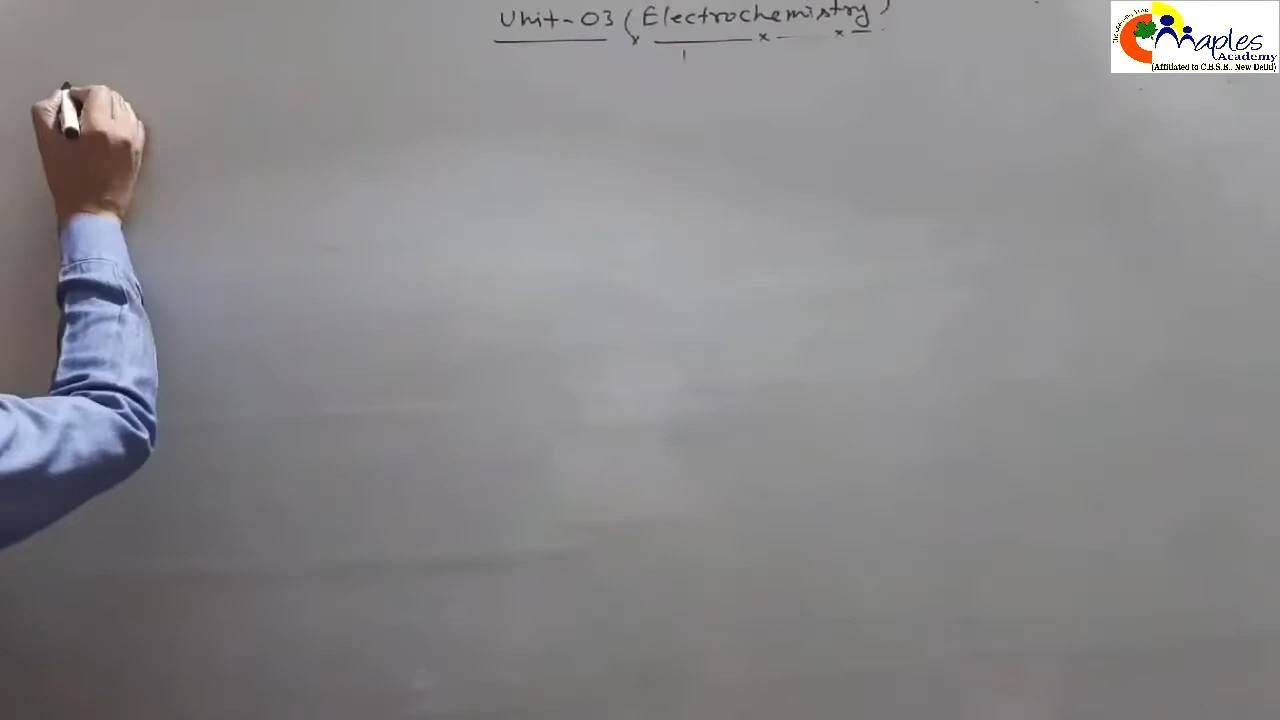 Unit-03 (Electrochemistry)
Maples
Academy
(Affiliated to C.B.S.E., New Delhi)